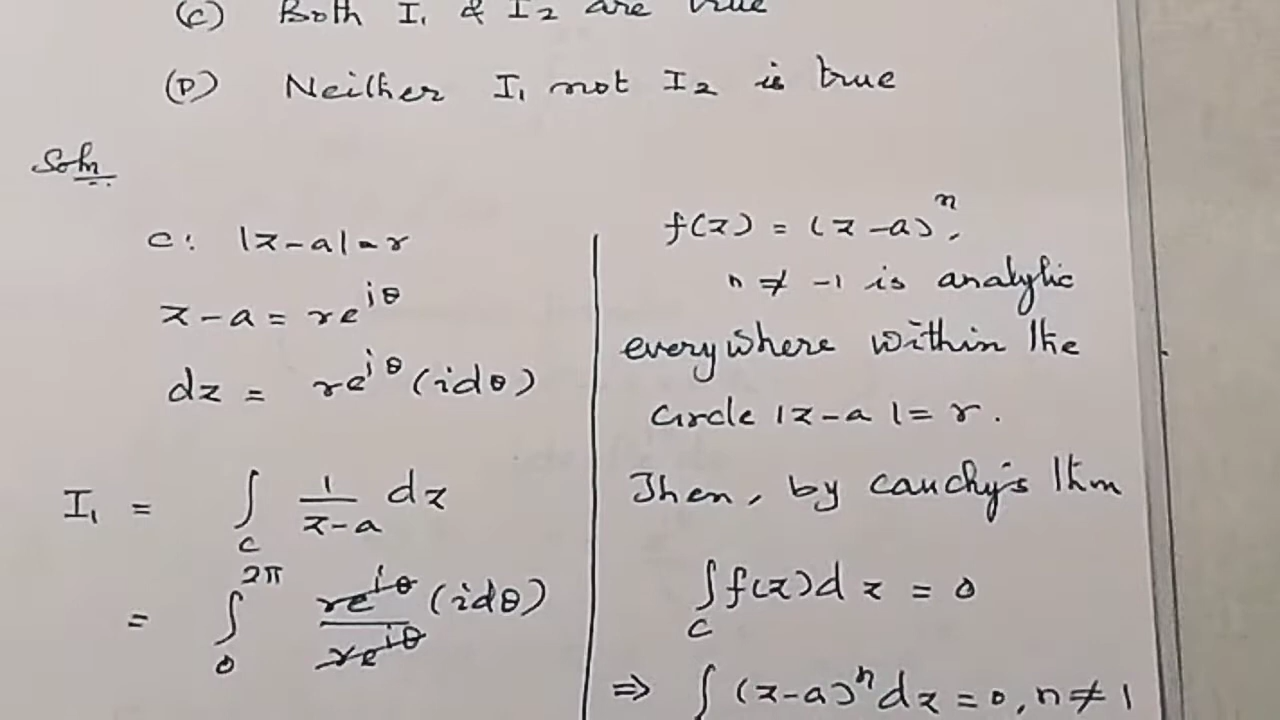 (C) Both I₁ & I₂ are true
(D) Neither I₁ not I₂ is true
Soln
c: |z-a|=r
z-a = re^{iθ}
dz = re^{iθ}(idθ)
I₁ = ∫_C 1/(z-a) dz
= ∫_0^{2π} re^{iθ}/re^{iθ} (idθ)
f(z) = (z-a)^n,
n ≠ -1 is analytic
everywhere within the
circle |z-a|= r.
Then, by cauchy's thm
∫_C f(z)dz = 0
⇒ ∫ (z-a)^n dz = 0, n ≠ 1